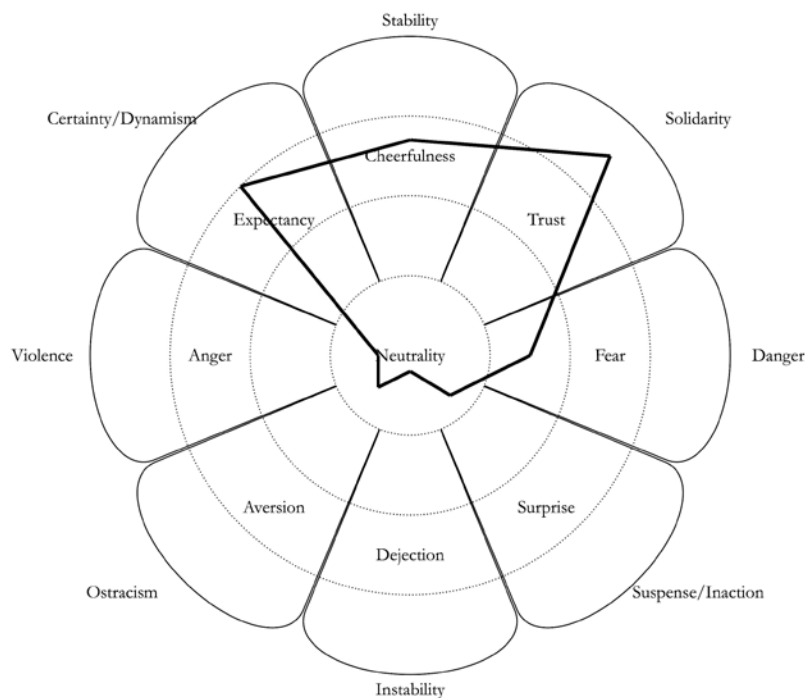 Stability
Certainty/Dynamism
Solidarity
Cheerfulness
Expectancy
Trust
Violence
Anger
Neutrality
Fear
Danger
Aversion
Surprise
Dejection
Ostracism
Suspense/Inaction
Instability